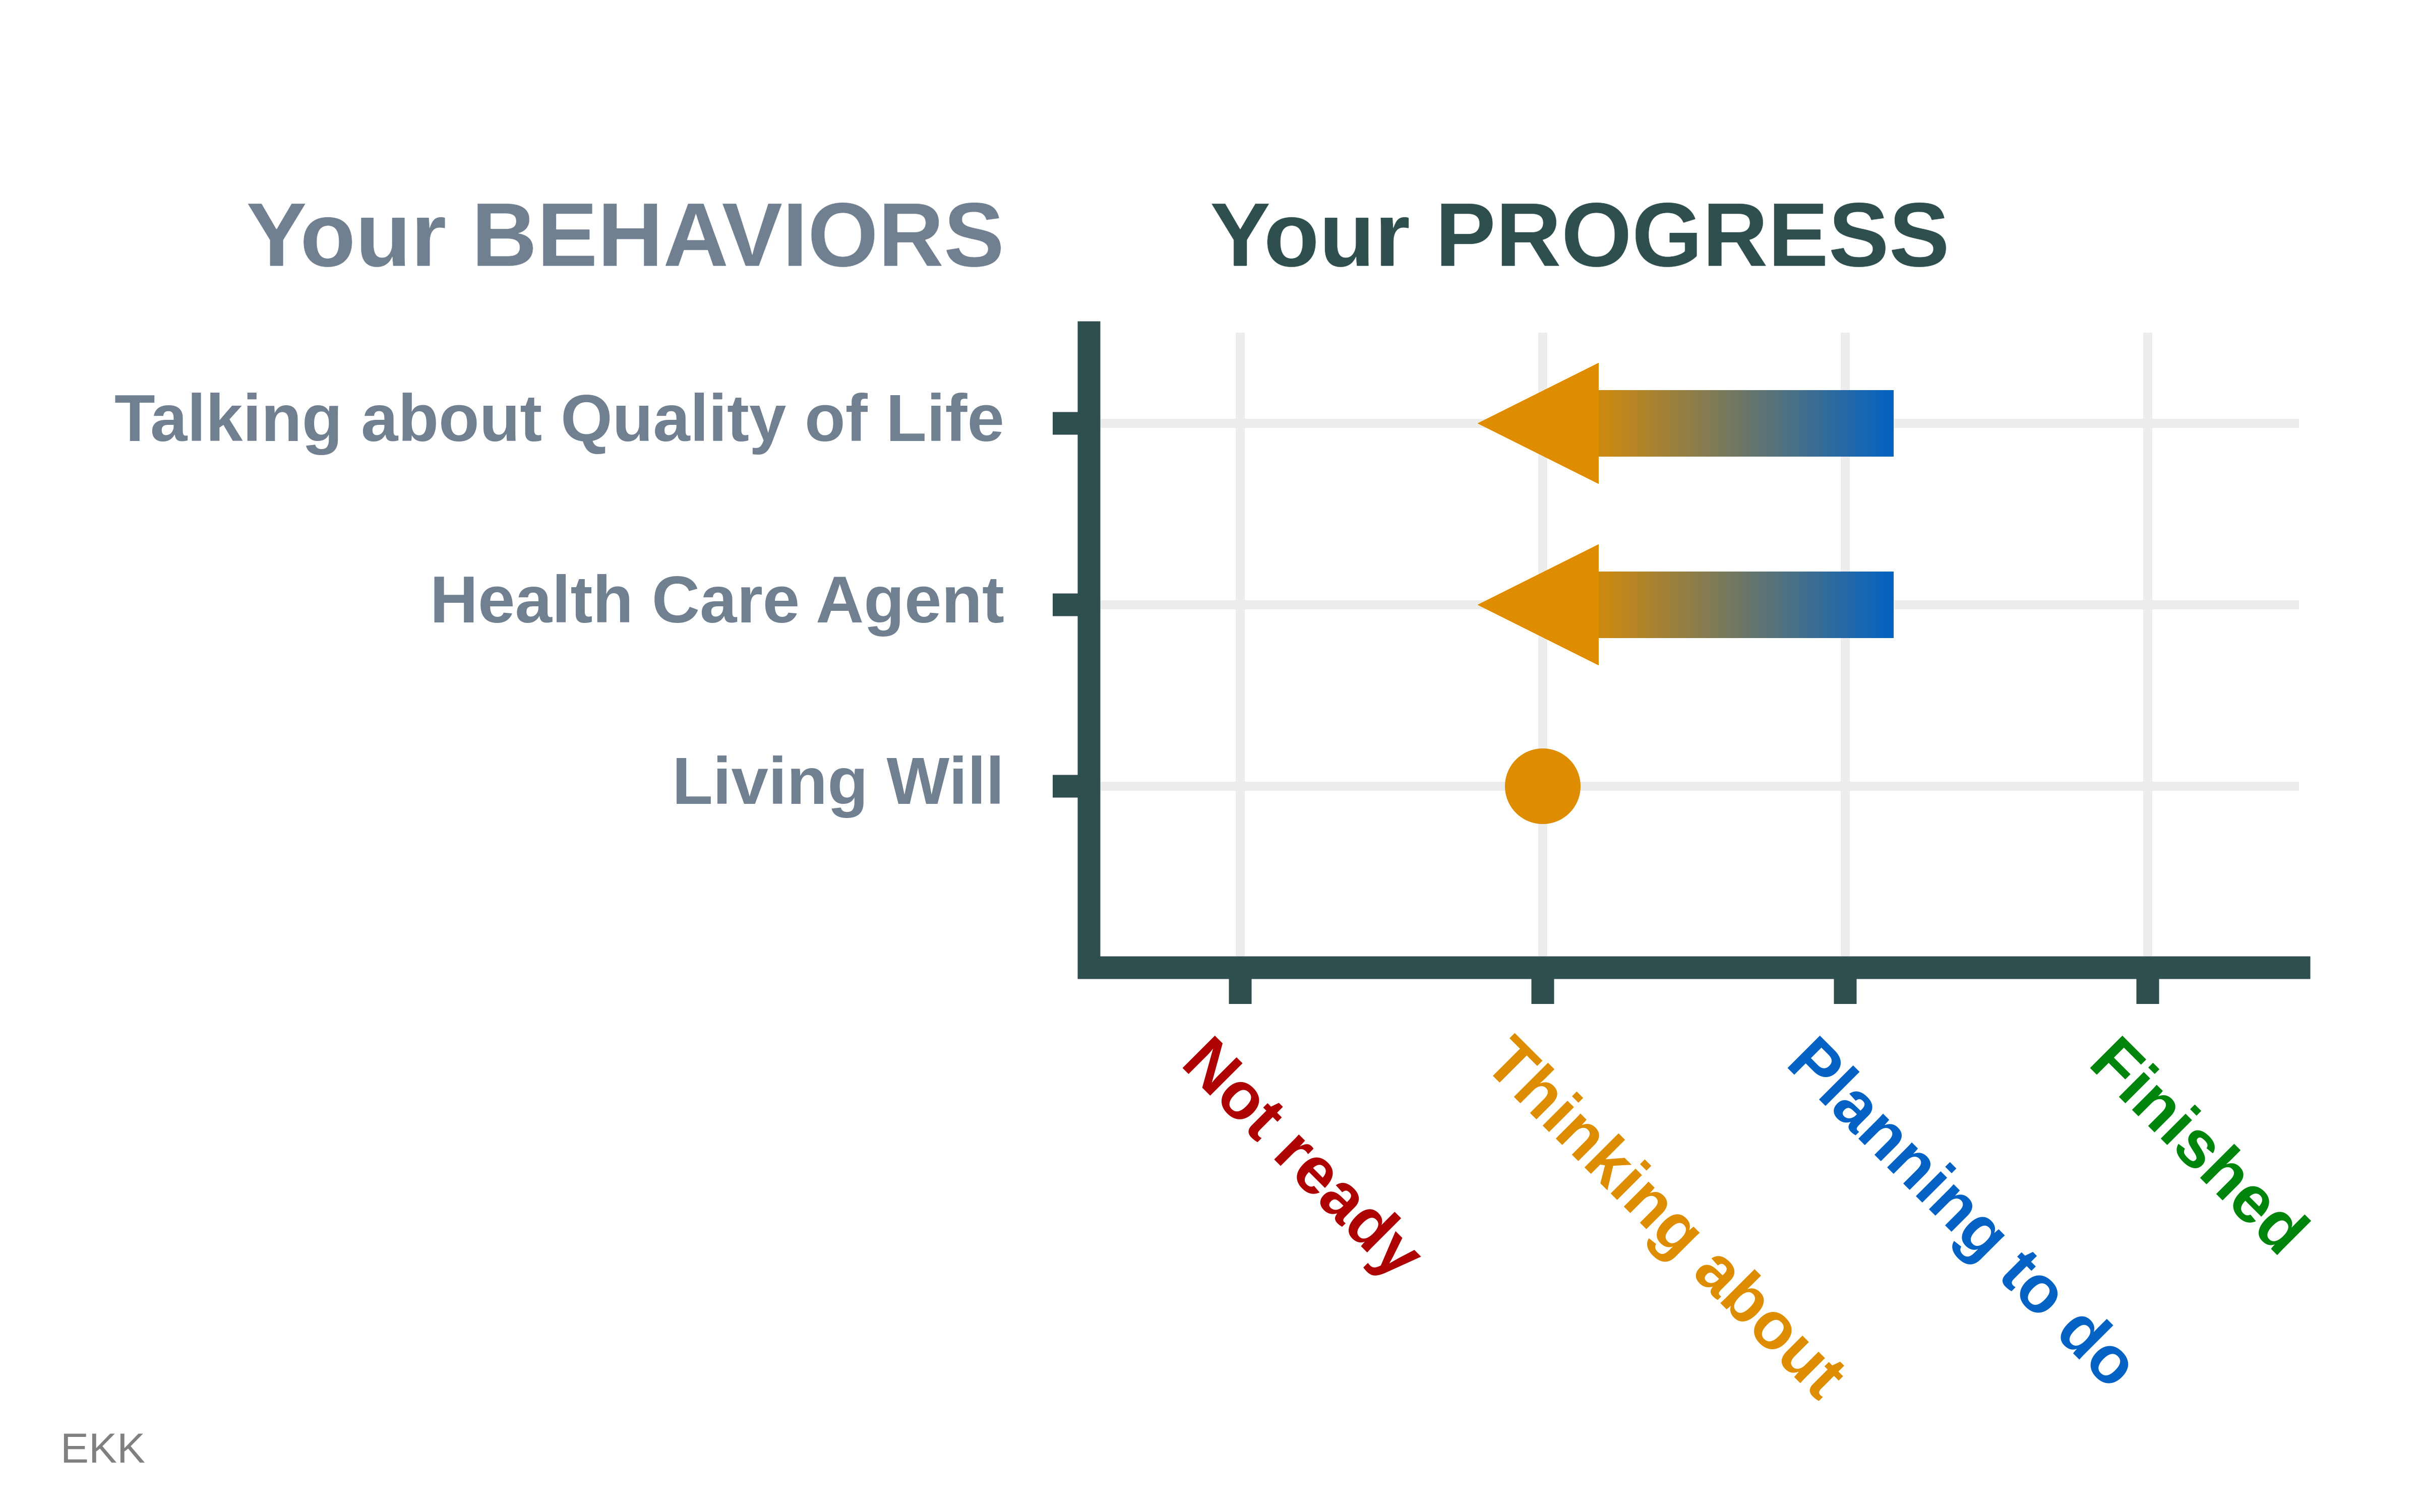 Your BEHAVIORS
Your PROGRESS
Talking about Quality of Life
Health Care Agent
Living Will
Not ready
Thinking about
Planning to do
Finished
EKK